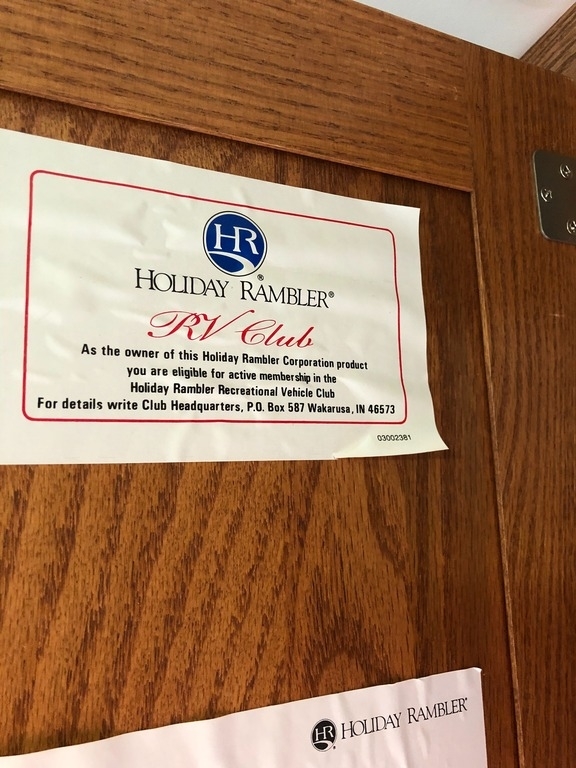 HR®
HOLIDAY RAMBLER®
RV Club
As the owner of this Holiday Rambler Corporation product
you are eligible for active membership in the
Holiday Rambler Recreational Vehicle Club
For details write Club Headquarters, P.O. Box 587 Wakarusa, IN 46573
03002381
HR® HOLIDAY RAMBLER®